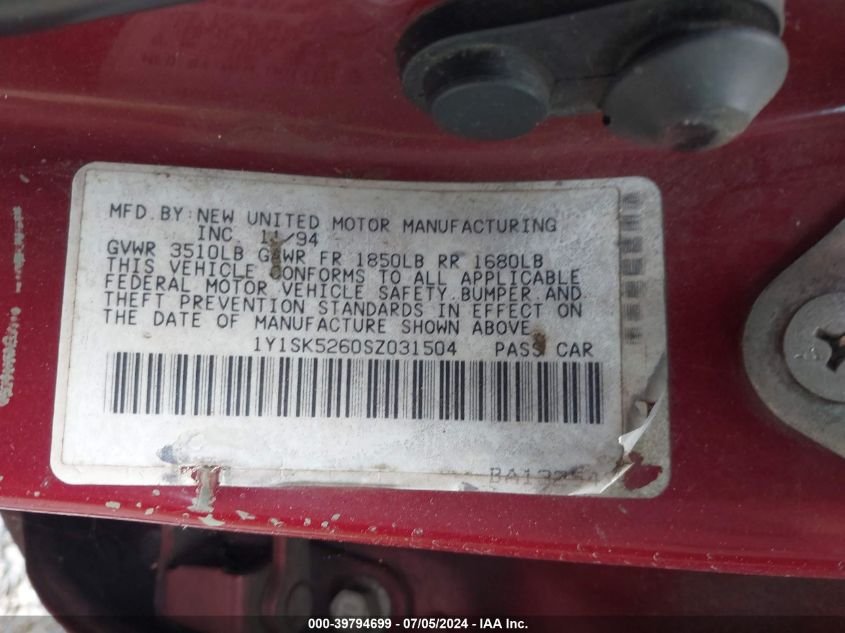 MFD. BY: NEW UNITED MOTOR MANUFACTURING
INC. 11/94
GVWR 3510LB GAWR FR 1850LB RR 1680LB
THIS VEHICLE CONFORMS TO ALL APPLICABLE
FEDERAL MOTOR VEHICLE SAFETY, BUMPER, AND
THEFT PREVENTION STANDARDS IN EFFECT ON
THE DATE OF MANUFACTURE SHOWN ABOVE.
1Y1SK5260SZ031504 PASS CAR
IAA-39794699 / 07/05/2024 - IAA Inc.